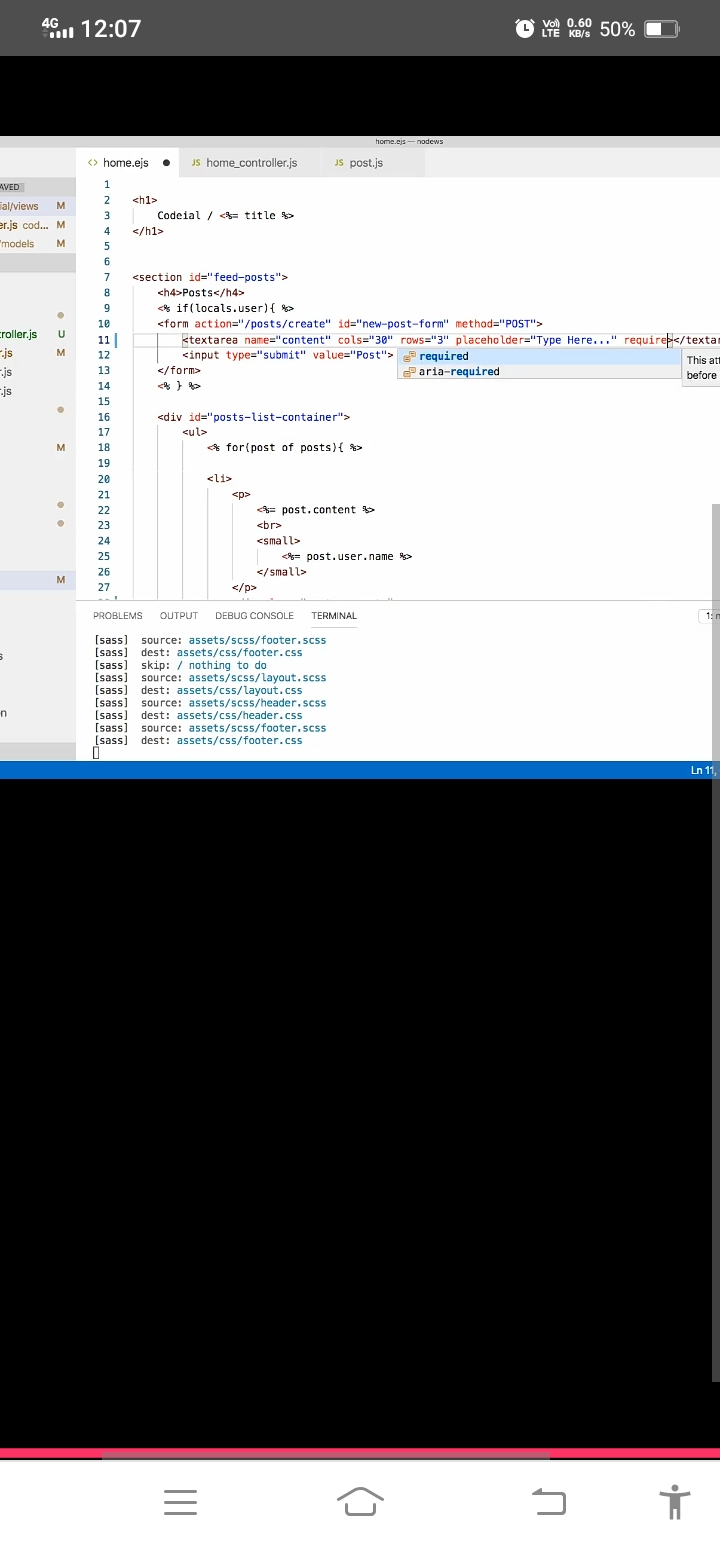 4G 12:07 Vo) LTE 0.60 KB/s 50%
home.ejs — nodews
<> home.ejs ● JS home_controller.js JS post.js
AVED
ial/views M
er.js cod... M
/models M
roller.js U
r.js M
r.js
r.js
M
M
s
n
1
2 <h1>
3 Codeial / <%= title %>
4 </h1>
5
6
7 <section id="feed-posts">
8 <h4>Posts</h4>
9 <% if(locals.user){ %>
10 <form action="/posts/create" id="new-post-form" method="POST">
11 <textarea name="content" cols="30" rows="3" placeholder="Type Here..." require></textar
12 <input type="submit" value="Post">
required
aria-required
This att
before
13 </form>
14 <% } %>
15
16 <div id="posts-list-container">
17 <ul>
18 <% for(post of posts){ %>
19
20 <li>
21 <p>
22 <%= post.content %>
23 <br>
24 <small>
25 <%= post.user.name %>
26 </small>
27 </p>
PROBLEMS OUTPUT DEBUG CONSOLE TERMINAL 1: n
[sass] source: assets/scss/footer.scss
[sass] dest: assets/css/footer.css
[sass] skip: / nothing to do
[sass] source: assets/scss/layout.scss
[sass] dest: assets/css/layout.css
[sass] source: assets/scss/header.scss
[sass] dest: assets/css/header.css
[sass] source: assets/scss/footer.scss
[sass] dest: assets/css/footer.css
Ln 11,